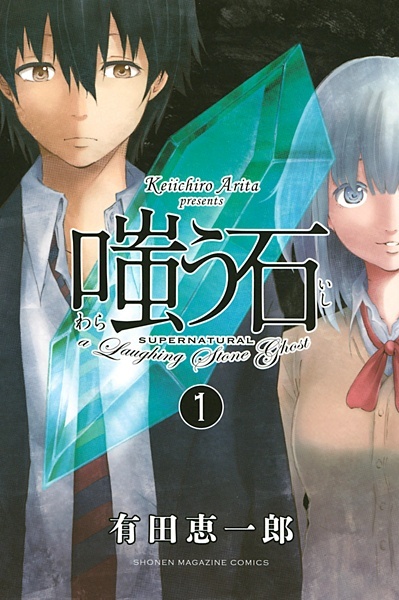 Keiichiro Arita
presents
嗤う石
わら
いし
SUPERNATURAL
a Laughing Stone Ghost
1
有田恵一郎
SHONEN MAGAZINE COMICS